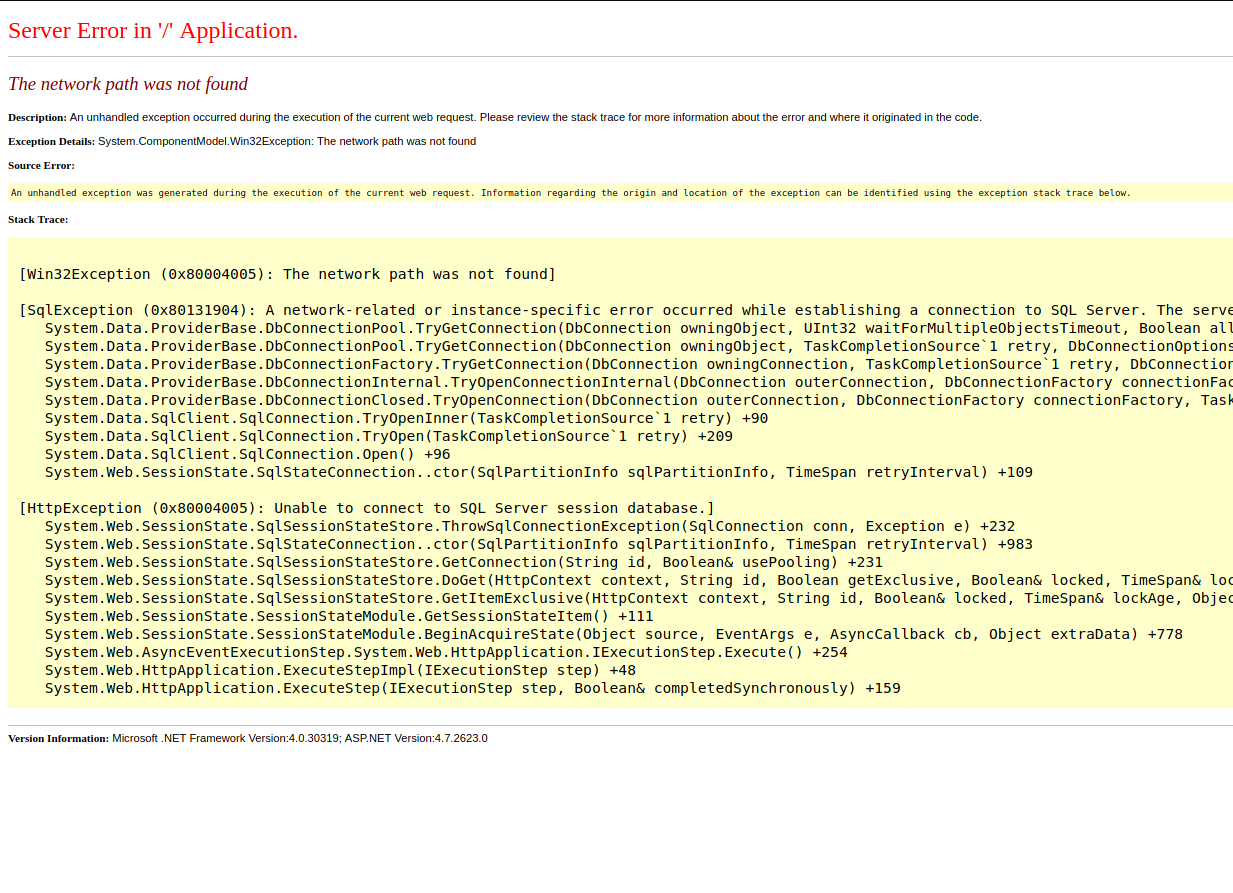 Server Error in '/' Application.
The network path was not found
Description: An unhandled exception occurred during the execution of the current web request. Please review the stack trace for more information about the error and where it originated in the code.
Exception Details: System.ComponentModel.Win32Exception: The network path was not found
Source Error:
An unhandled exception was generated during the execution of the current web request. Information regarding the origin and location of the exception can be identified using the exception stack trace below.
Stack Trace:
[Win32Exception (0x80004005): The network path was not found]
[SqlException (0x80131904): A network-related or instance-specific error occurred while establishing a connection to SQL Server. The serve
System.Data.ProviderBase.DbConnectionPool.TryGetConnection(DbConnection owningObject, UInt32 waitForMultipleObjectsTimeout, Boolean all
System.Data.ProviderBase.DbConnectionPool.TryGetConnection(DbConnection owningObject, TaskCompletionSource`1 retry, DbConnectionOptions
System.Data.ProviderBase.DbConnectionFactory.TryGetConnection(DbConnection owningConnection, TaskCompletionSource`1 retry, DbConnection
System.Data.ProviderBase.DbConnectionInternal.TryOpenConnectionInternal(DbConnection outerConnection, DbConnectionFactory connectionFac
System.Data.ProviderBase.DbConnectionClosed.TryOpenConnection(DbConnection outerConnection, DbConnectionFactory connectionFactory, Task
System.Data.SqlClient.SqlConnection.TryOpenInner(TaskCompletionSource`1 retry) +90
System.Data.SqlClient.SqlConnection.TryOpen(TaskCompletionSource`1 retry) +209
System.Data.SqlClient.SqlConnection.Open() +96
System.Web.SessionState.SqlStateConnection..ctor(SqlPartitionInfo sqlPartitionInfo, TimeSpan retryInterval) +109
[HttpException (0x80004005): Unable to connect to SQL Server session database.]
System.Web.SessionState.SqlSessionStateStore.ThrowSqlConnectionException(SqlConnection conn, Exception e) +232
System.Web.SessionState.SqlStateConnection..ctor(SqlPartitionInfo sqlPartitionInfo, TimeSpan retryInterval) +983
System.Web.SessionState.SqlSessionStateStore.GetConnection(String id, Boolean& usePooling) +231
System.Web.SessionState.SqlSessionStateStore.DoGet(HttpContext context, String id, Boolean getExclusive, Boolean& locked, TimeSpan& loc
System.Web.SessionState.SqlSessionStateStore.GetItemExclusive(HttpContext context, String id, Boolean& locked, TimeSpan& lockAge, Objec
System.Web.SessionState.SessionStateModule.GetSessionStateItem() +111
System.Web.SessionState.SessionStateModule.BeginAcquireState(Object source, EventArgs e, AsyncCallback cb, Object extraData) +778
System.Web.AsyncEventExecutionStep.System.Web.HttpApplication.IExecutionStep.Execute() +254
System.Web.HttpApplication.ExecuteStepImpl(IExecutionStep step) +48
System.Web.HttpApplication.ExecuteStep(IExecutionStep step, Boolean& completedSynchronously) +159
Version Information: Microsoft .NET Framework Version:4.0.30319; ASP.NET Version:4.7.2623.0